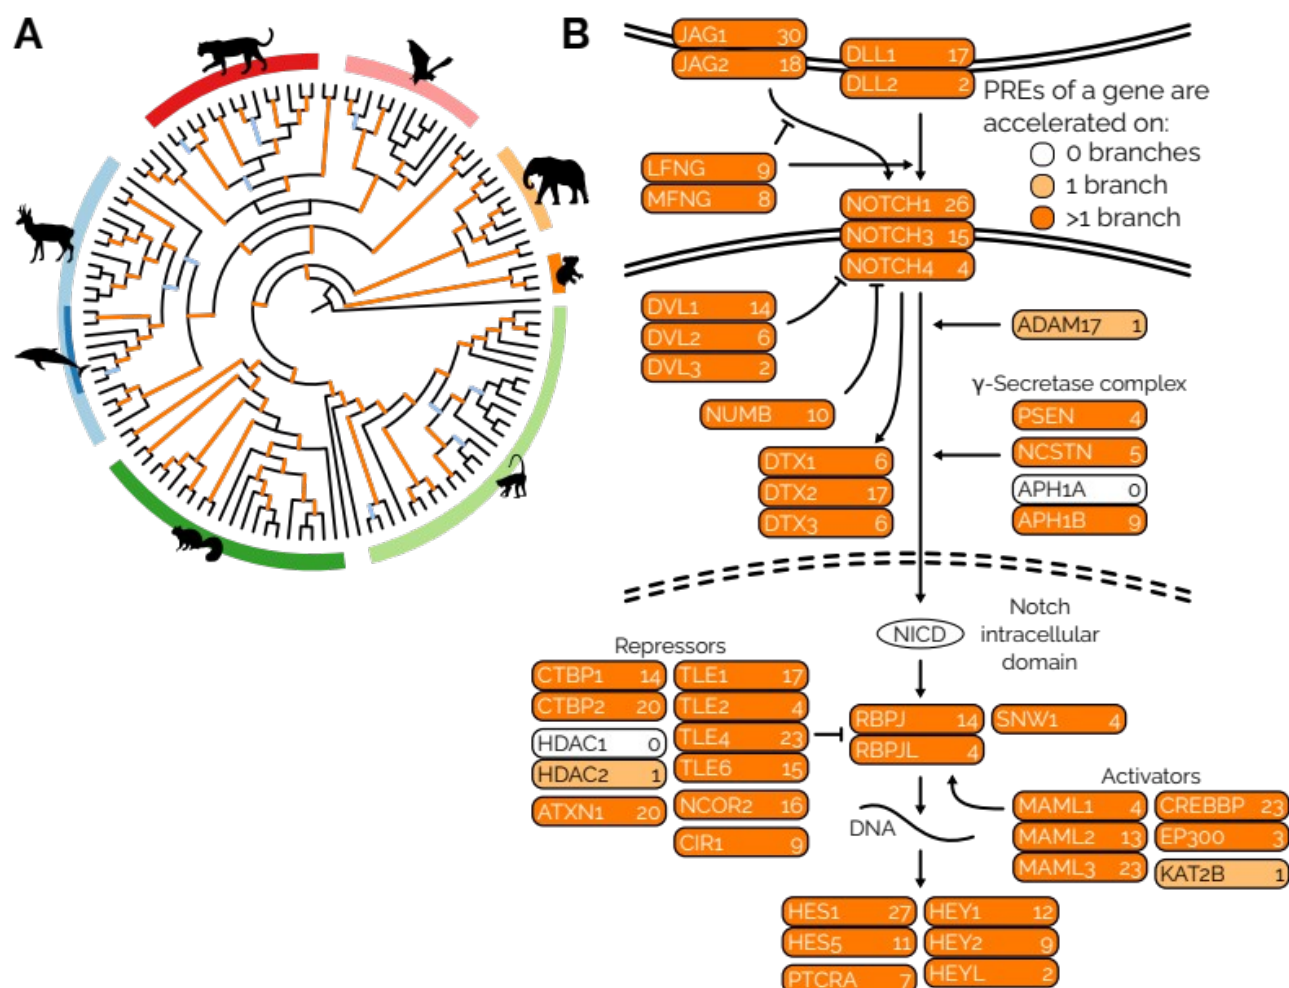 A
B
JAG1 30
JAG2 18
DLL1 17
DLL2 2
PREs of a gene are
accelerated on:
0 branches
1 branch
>1 branch
LFNG 9
MFNG 8
NOTCH1 26
NOTCH3 15
NOTCH4 4
DVL1 14
DVL2 6
DVL3 2
ADAM17 1
γ-Secretase complex
PSEN 4
NCSTN 5
APH1A 0
APH1B 9
NUMB 10
DTX1 6
DTX2 17
DTX3 6
NICD
Notch
intracellular
domain
Repressors
CTBP1 14
CTBP2 20
HDAC1 0
HDAC2 1
ATXN1 20
TLE1 17
TLE2 4
TLE4 23
TLE6 15
NCOR2 16
CIR1 9
RBPJ 14
RBPJL 4
SNW1 4
Activators
MAML1 4
MAML2 13
MAML3 23
CREBBP 23
EP300 3
KAT2B 1
DNA
HES1 27
HES5 11
PTCRA 7
HEY1 12
HEY2 9
HEYL 2